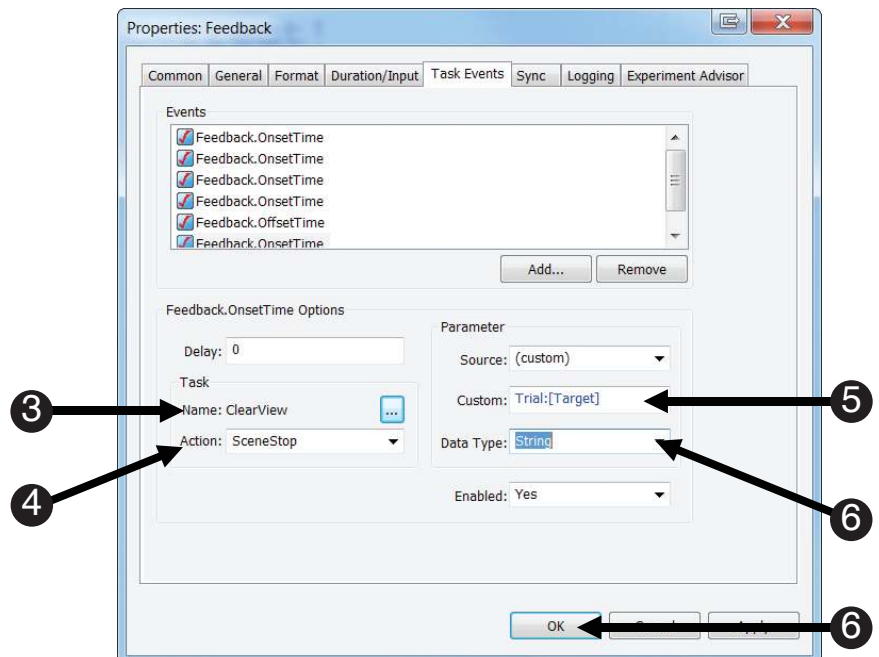 Properties: Feedback
Common General Format Duration/Input Task Events Sync Logging Experiment Advisor
Events
Feedback.OnsetTime
Feedback.OnsetTime
Feedback.OnsetTime
Feedback.OnsetTime
Feedback.OffsetTime
Feedback.OnsetTime
Add... Remove
Feedback.OnsetTime Options
Delay: 0
Task
Name: ClearView ...
Action: SceneStop
Parameter
Source: (custom)
Custom: Trial:[Target]
Data Type: String
Enabled: Yes
OK
3
4
5
6
6